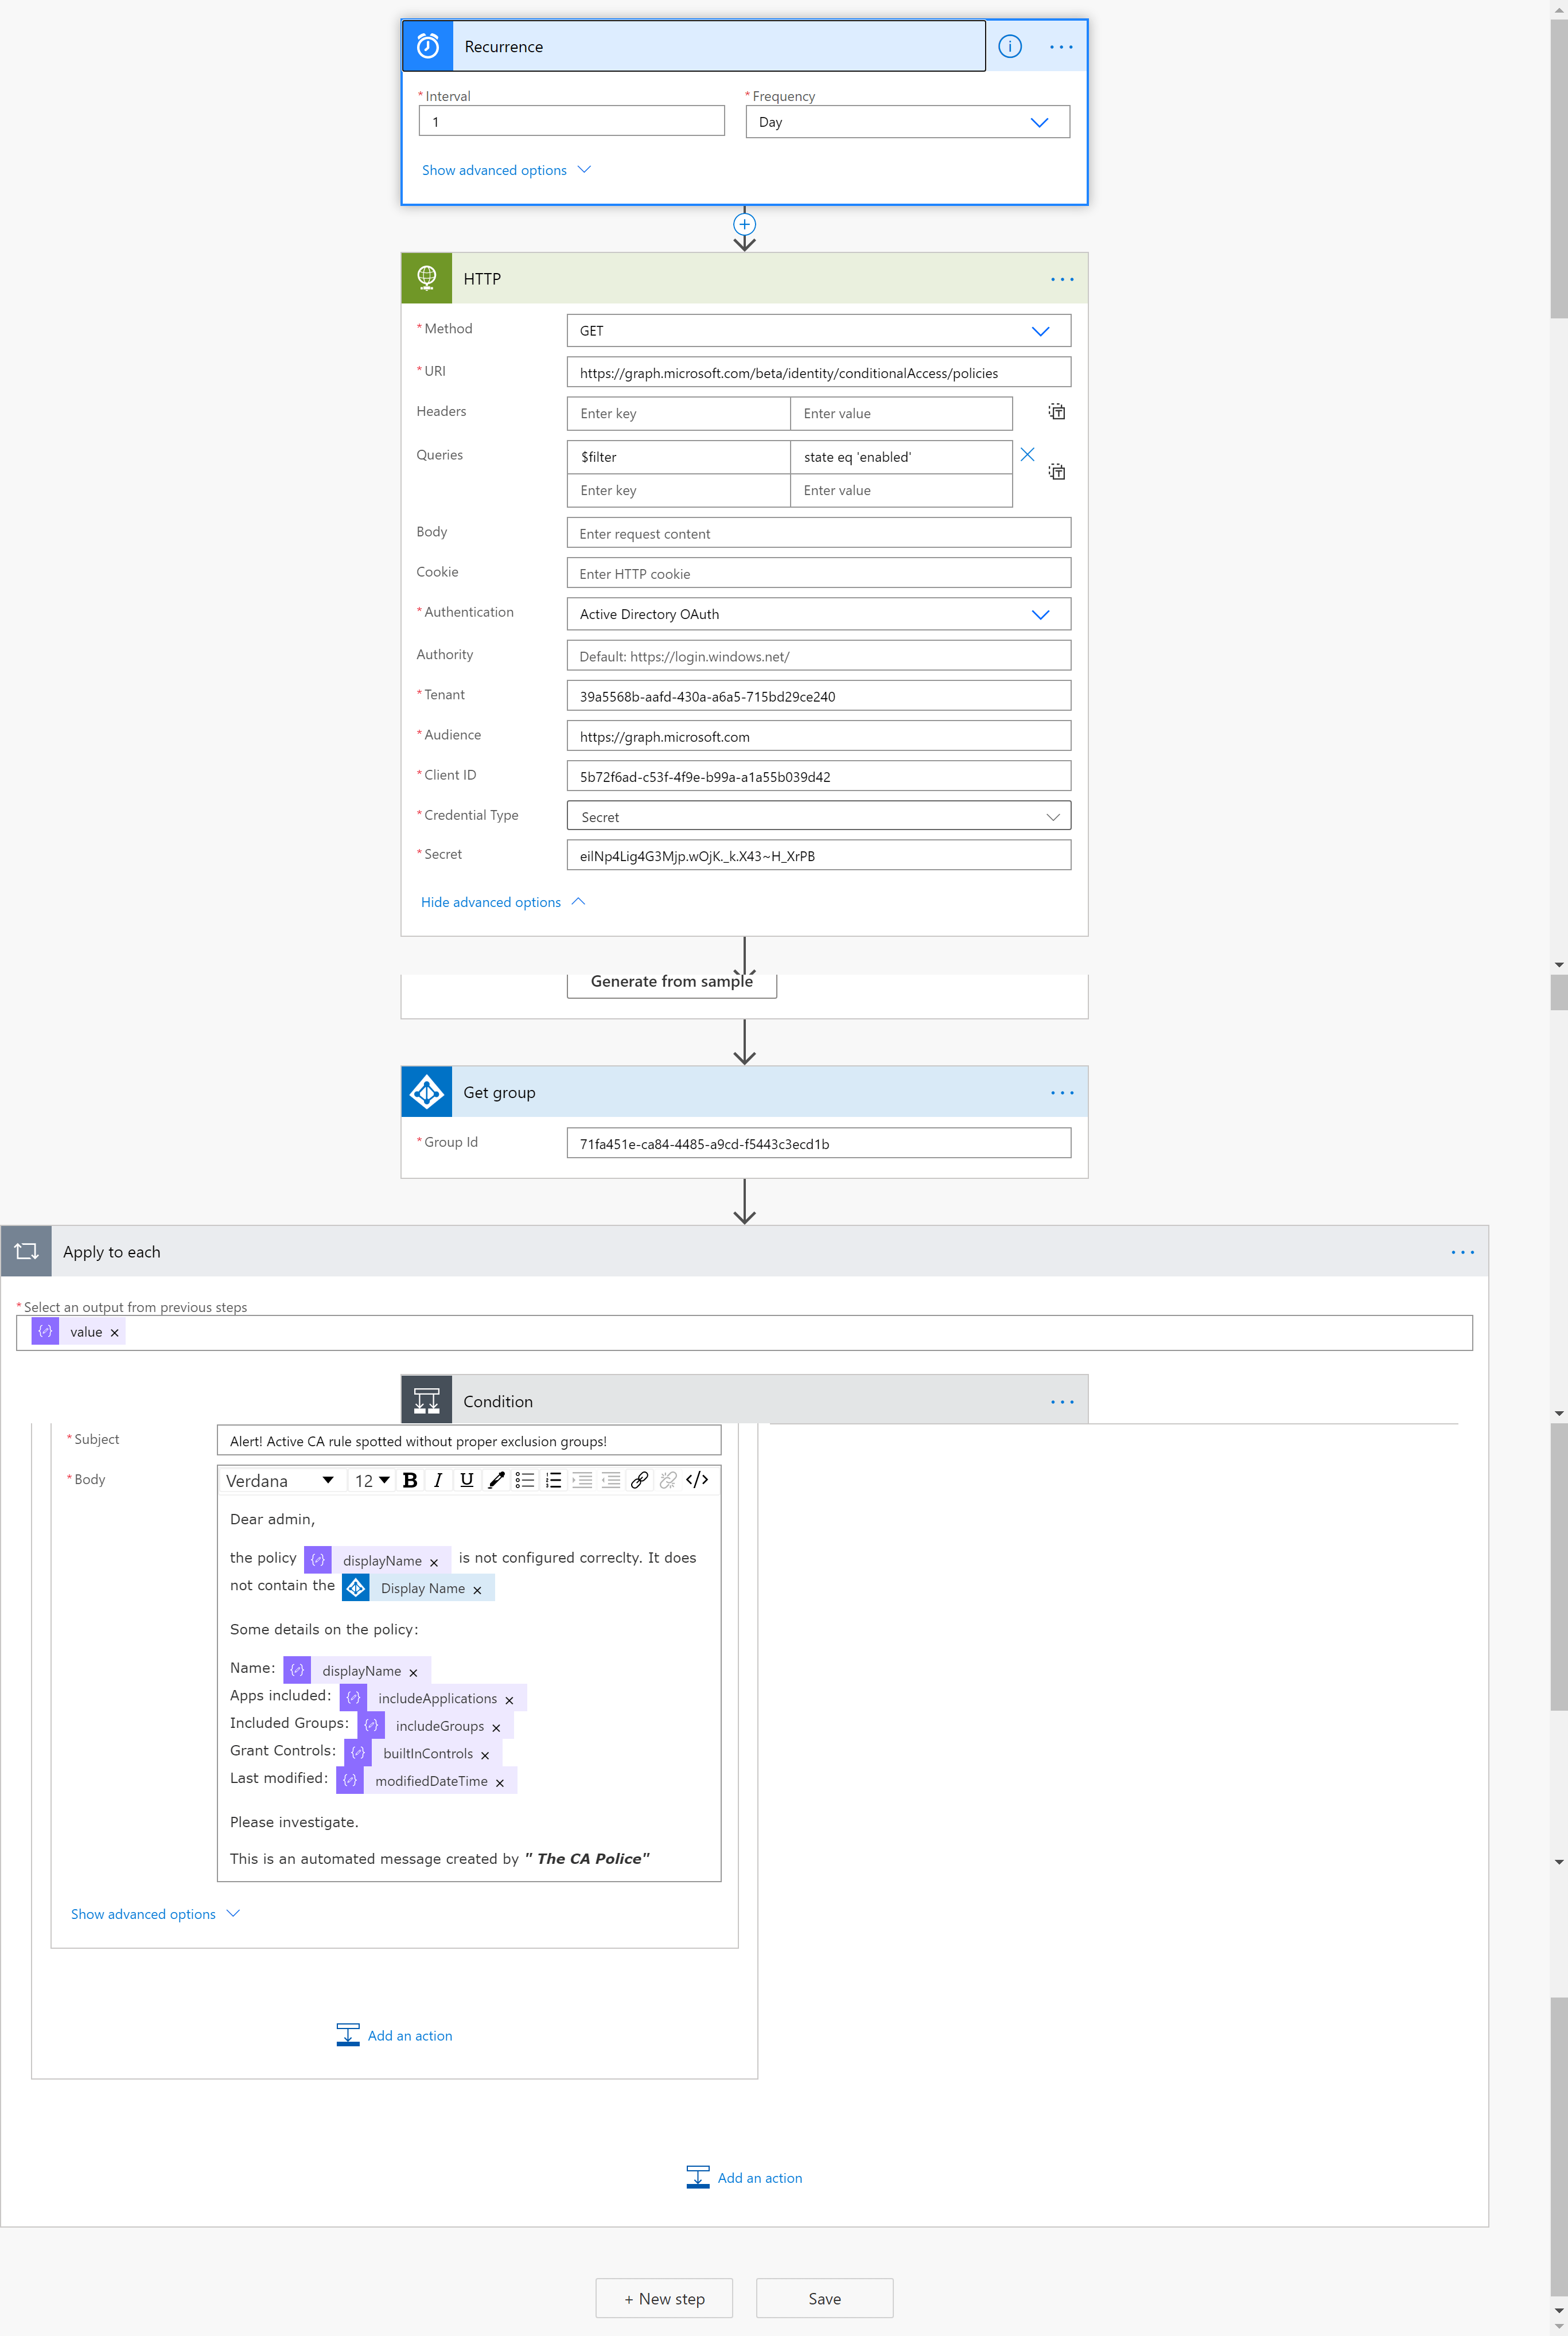 Recurrence
* Interval
* Frequency
1
Day
Show advanced options
HTTP
* Method
GET
* URI
https://graph.microsoft.com/beta/identity/conditionalAccess/policies
Headers
Enter key
Enter value
Queries
$filter
state eq 'enabled'
Enter key
Enter value
Body
Enter request content
Cookie
Enter HTTP cookie
* Authentication
Active Directory OAuth
Authority
Default: https://login.windows.net/
* Tenant
39a5568b-aafd-430a-a6a5-715bd29ce240
* Audience
https://graph.microsoft.com
* Client ID
5b72f6ad-c53f-4f9e-b99a-a1a55b039d42
* Credential Type
Secret
* Secret
eilNp4Lig4G3Mjp.wOjK._k.X43~H_XrPB
Hide advanced options
Generate from sample
Get group
* Group Id
71fa451e-ca84-4485-a9cd-f5443c3ecd1b
Apply to each
* Select an output from previous steps
value
Condition
* Subject
Alert! Active CA rule spotted without proper exclusion groups!
* Body
Verdana
12
B I U
Dear admin,
the policy displayName is not configured correclty. It does
not contain the Display Name
Some details on the policy:
Name: displayName
Apps included: includeApplications
Included Groups: includeGroups
Grant Controls: builtInControls
Last modified: modifiedDateTime
Please investigate.
This is an automated message created by " The CA Police"
Show advanced options
Add an action
Add an action
+ New step
Save